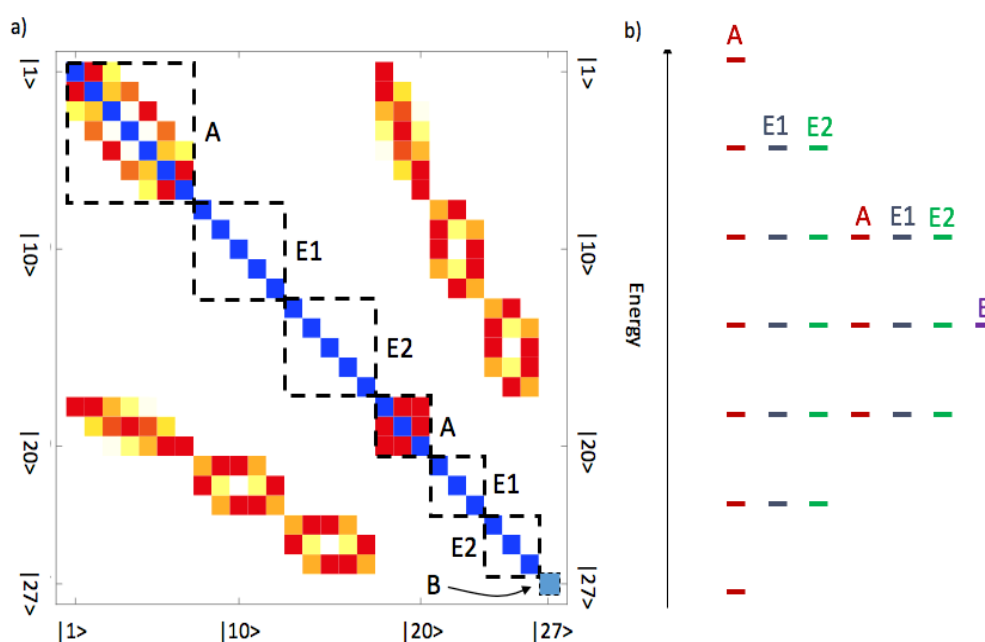 a)
|1>
|10>
|20>
|27>
A
E1
E2
A
E1
E2
B
|1>
|10>
|20>
|27>
|1>
|10>
|20>
|27>
b)
Energy
A
E1 E2
A E1 E2